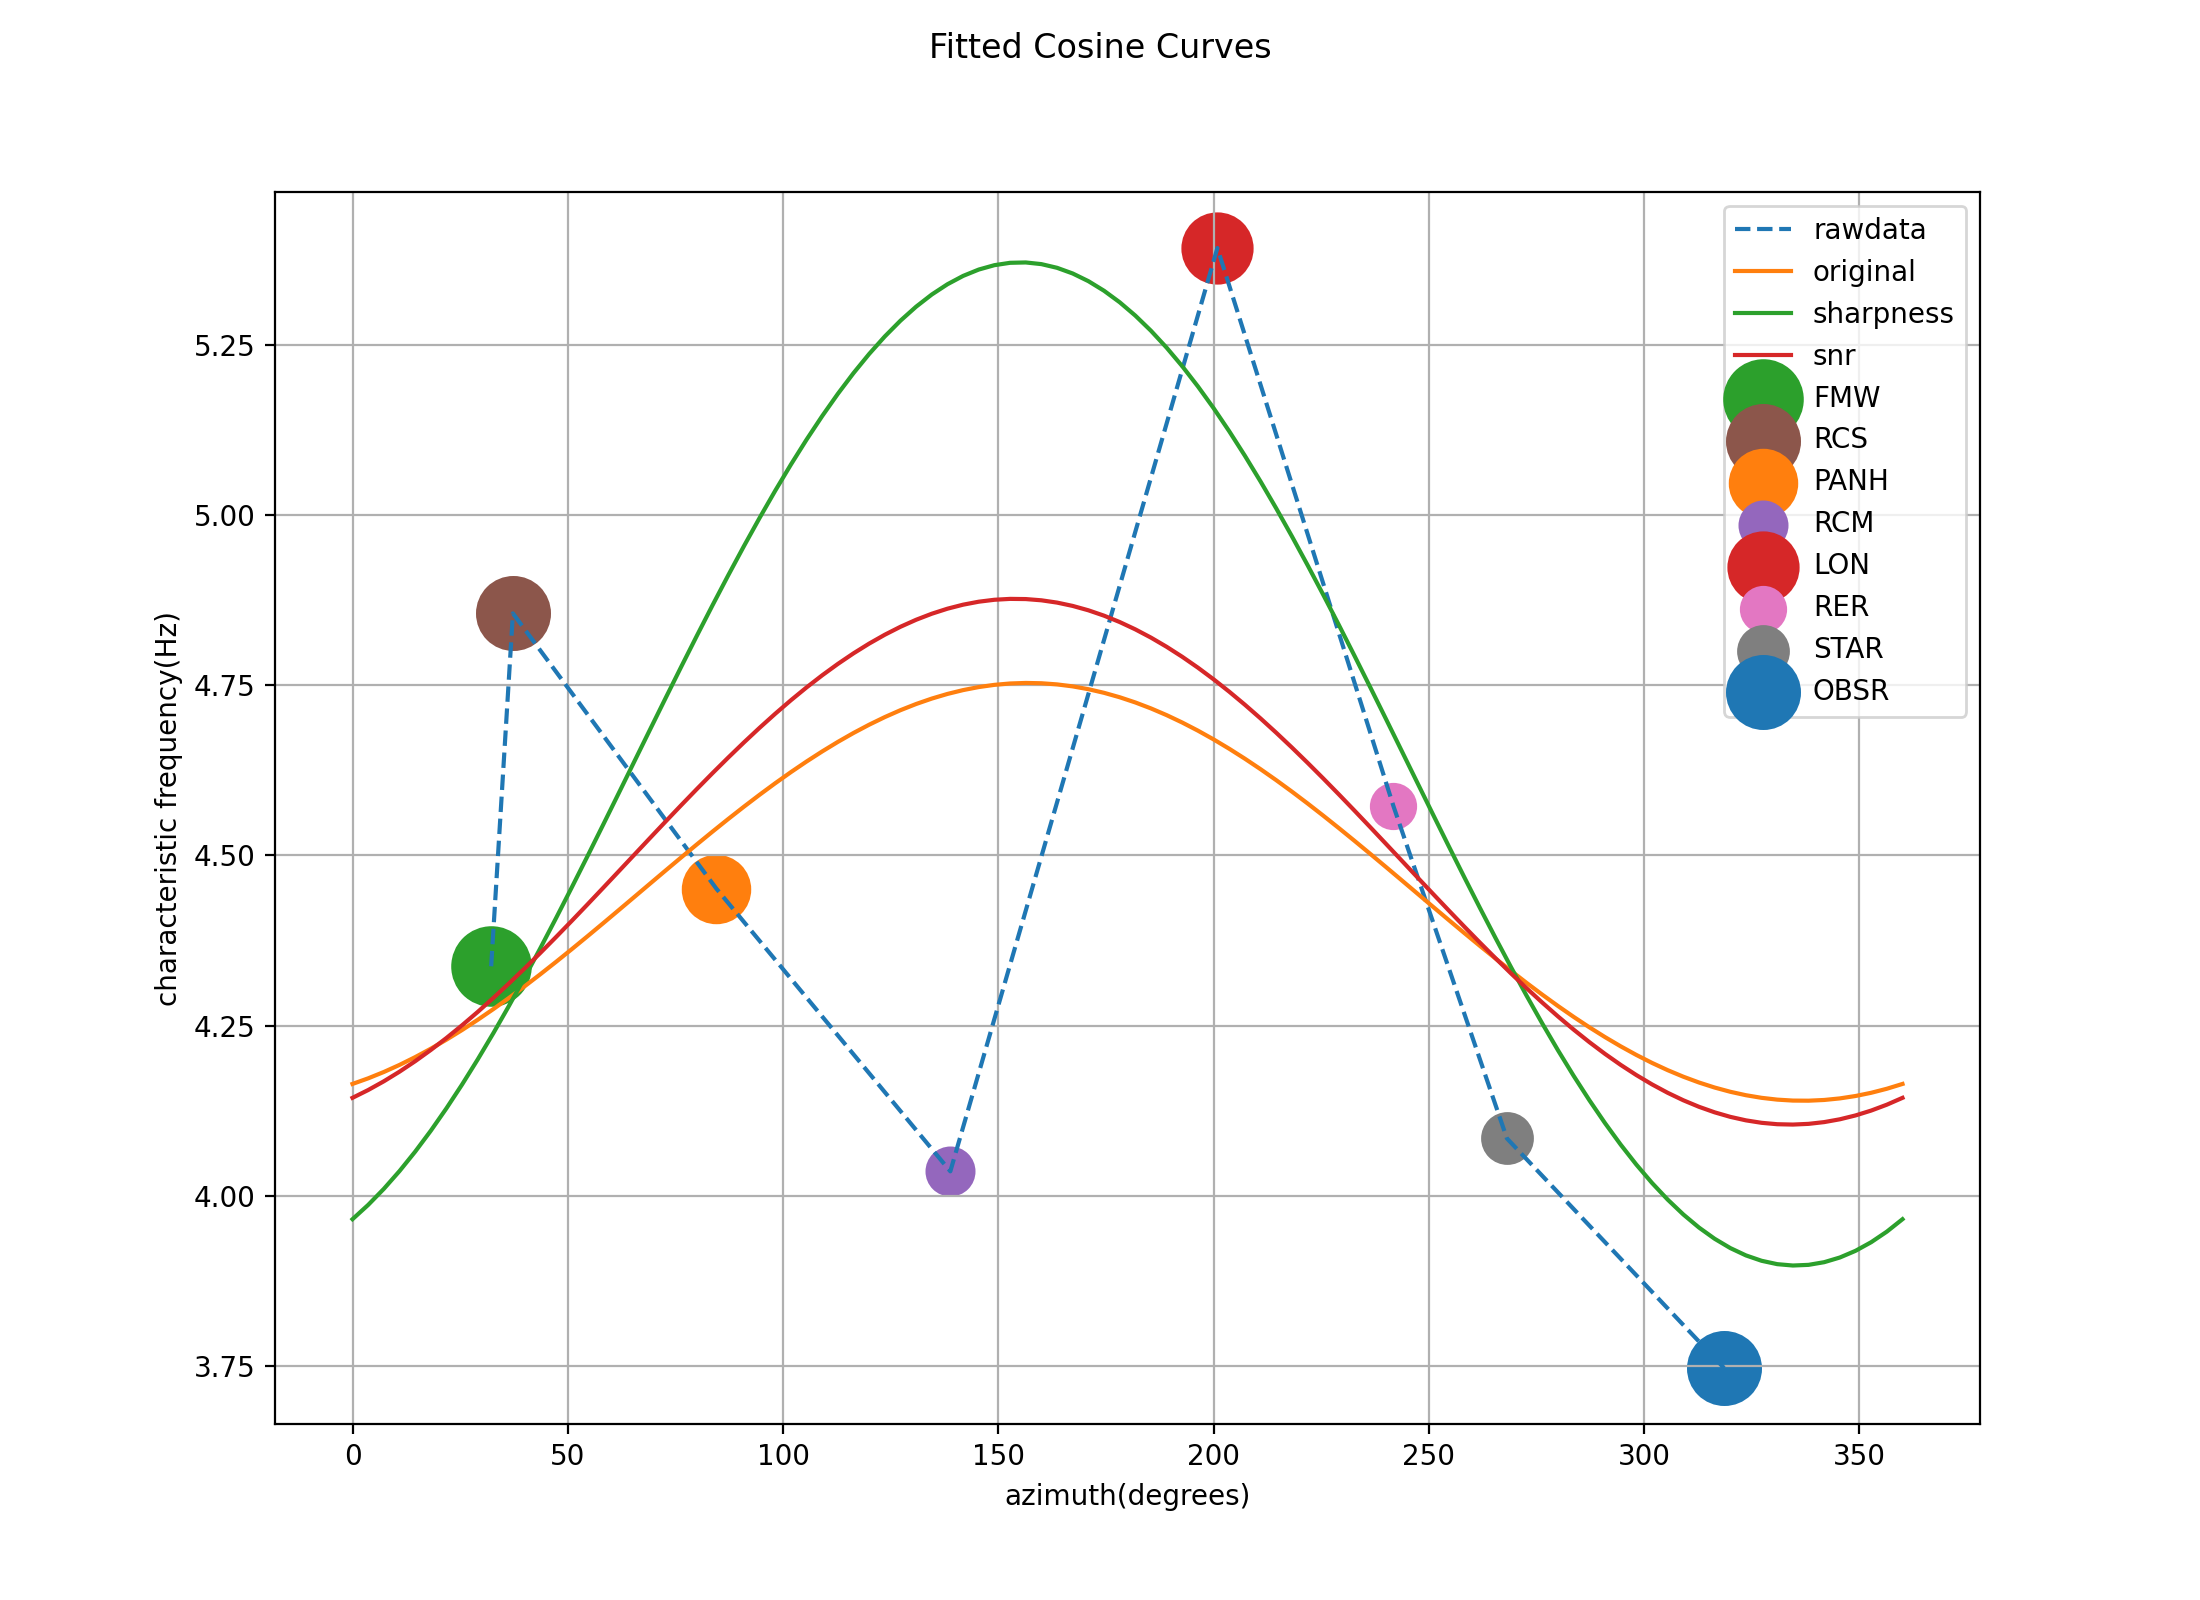 Fitted Cosine Curves
rawdata
original
sharpness
snr
FMW
RCS
PANH
RCM
LON
RER
STAR
OBSR
characteristic frequency(Hz)
5.25
5.00
4.75
4.50
4.25
4.00
3.75
0 50 100 150 200 250 300 350
azimuth(degrees)